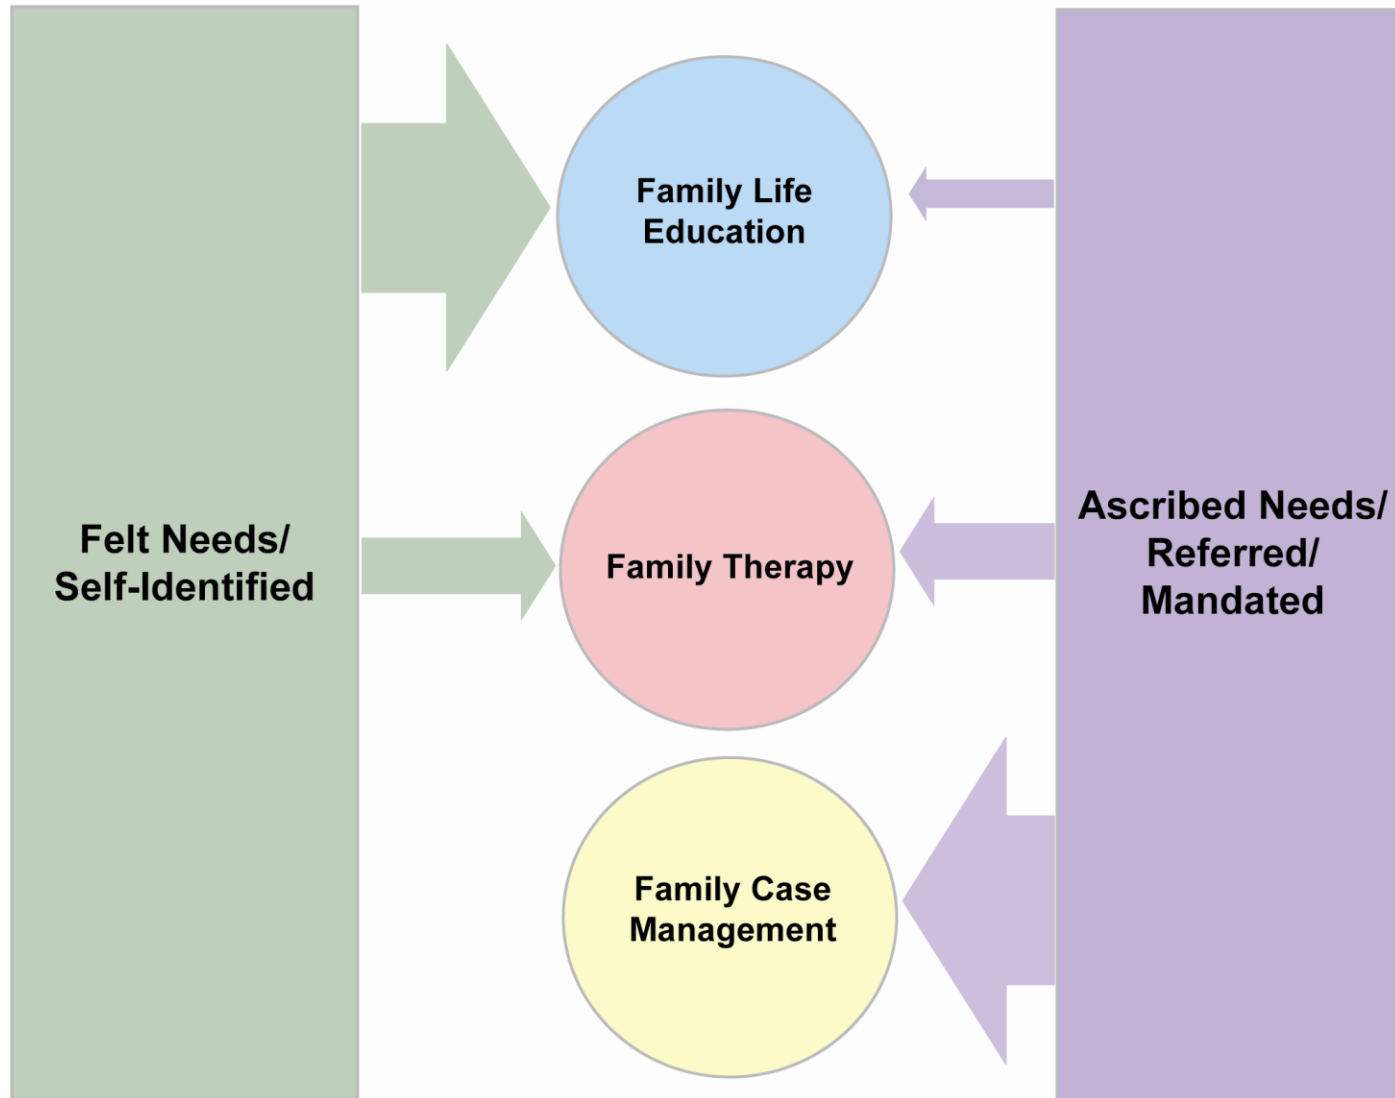 Felt Needs/
Self-Identified
Family Life
Education
Family Therapy
Family Case
Management
Ascribed Needs/
Referred/
Mandated